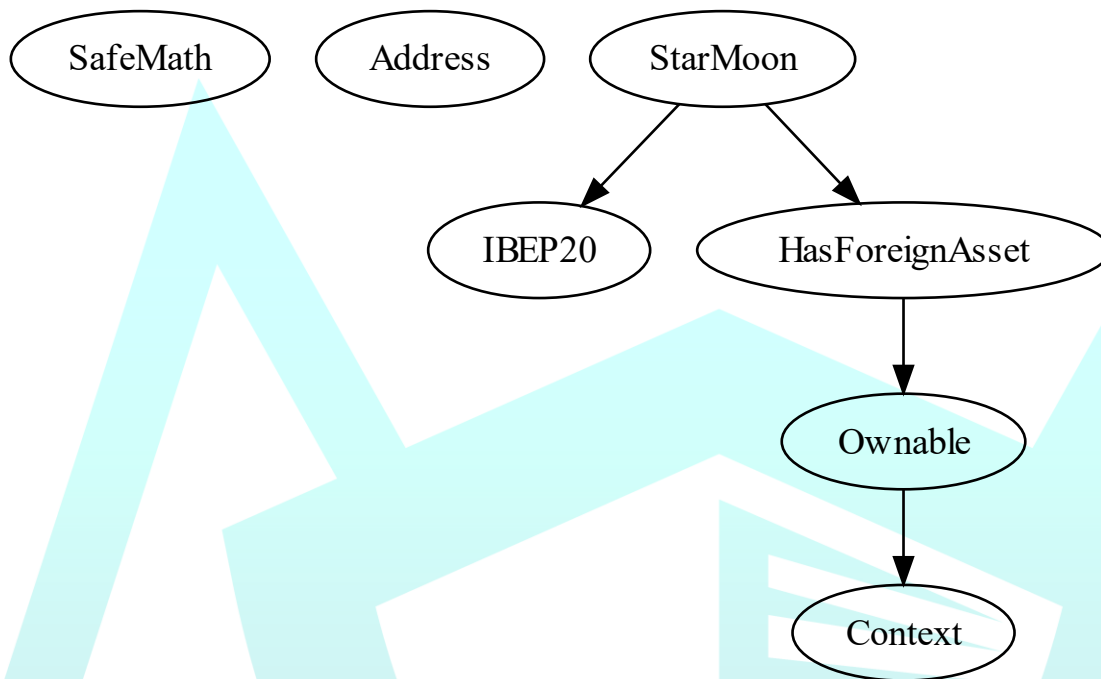 SafeMath
Address
StarMoon
IBEP20
HasForeignAsset
Ownable
Context